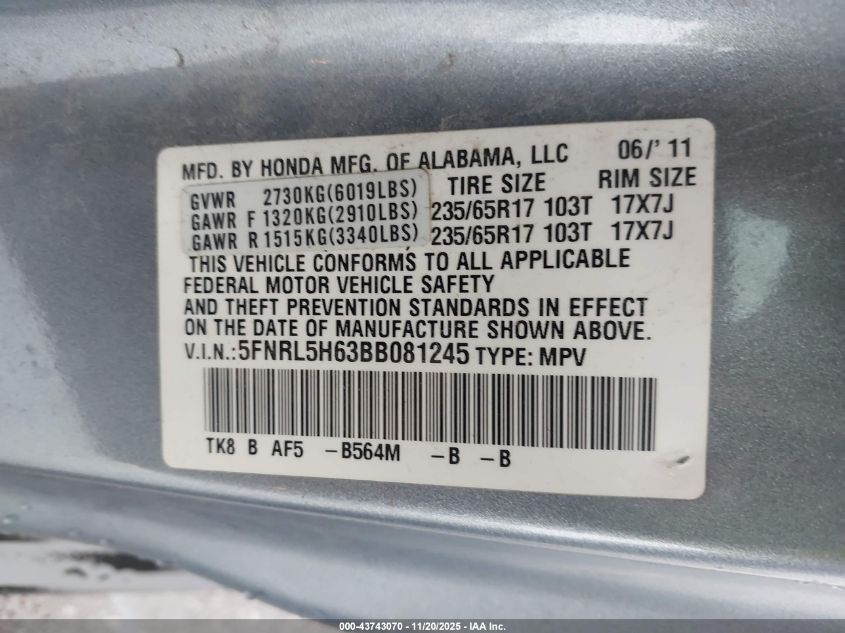 MFD. BY HONDA MFG. OF ALABAMA, LLC 06/'11
GVWR 2730KG(6019LBS) TIRE SIZE RIM SIZE
GAWR F 1320KG(2910LBS) 235/65R17 103T 17X7J
GAWR R 1515KG(3340LBS) 235/65R17 103T 17X7J
THIS VEHICLE CONFORMS TO ALL APPLICABLE
FEDERAL MOTOR VEHICLE SAFETY
AND THEFT PREVENTION STANDARDS IN EFFECT
ON THE DATE OF MANUFACTURE SHOWN ABOVE.
V.I.N.:5FNRL5H63BB081245 TYPE: MPV
TK8 B AF5 -B564M -B -B
000-43743070 - 11/20/2025 - IAA Inc.